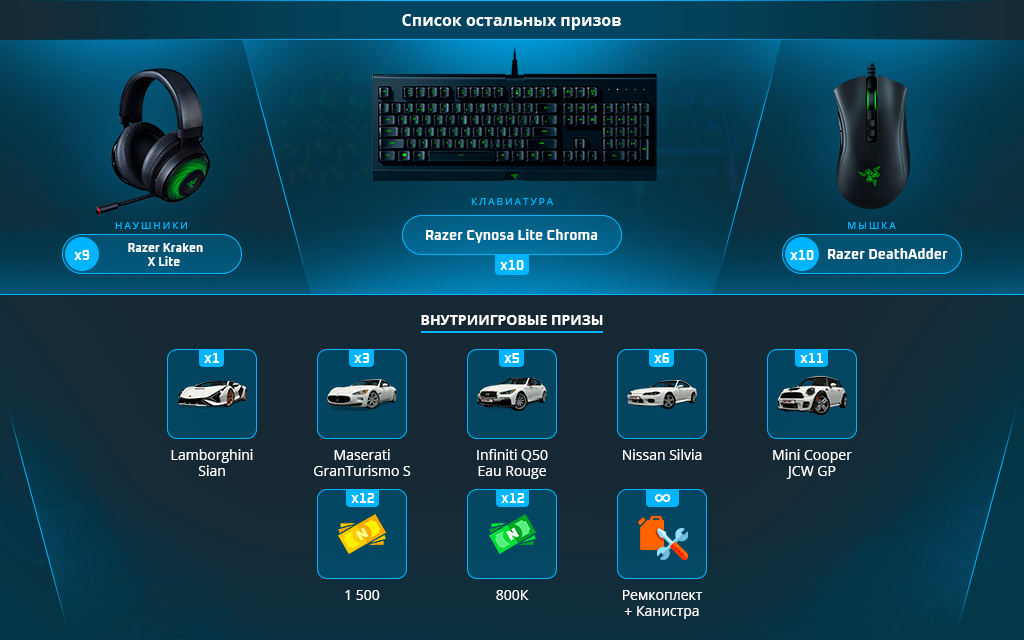 Список остальных призов
НАУШНИКИ
x9
Razer Kraken
X Lite
КЛАВИАТУРА
Razer Cynosa Lite Chroma
x10
МЫШКА
x10
Razer DeathAdder
ВНУТРИИГРОВЫЕ ПРИЗЫ
x1
Lamborghini
Sian
x3
Maserati
GranTurismo S
x5
Infiniti Q50
Eau Rouge
x6
Nissan Silvia
x11
Mini Cooper
JCW GP
x12
N
1 500
x12
N
800K
∞
Ремкоплект
+ Канистра